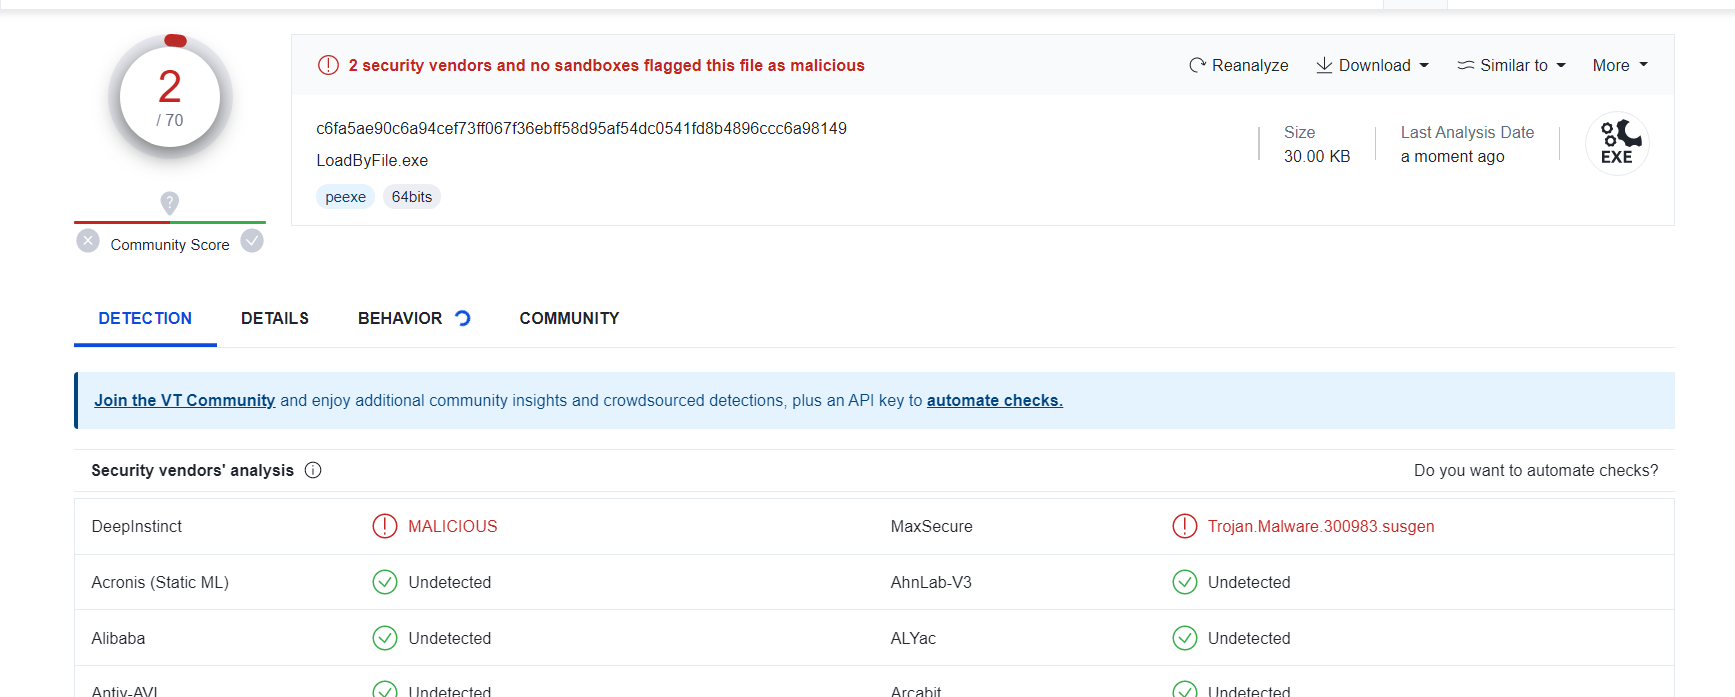 2
/ 70
Community Score
2 security vendors and no sandboxes flagged this file as malicious
Reanalyze Download Similar to More
c6fa5ae90c6a94cef73ff067f36ebff58d95af54dc0541fd8b4896ccc6a98149
LoadByFile.exe
peexe 64bits
Size
30.00 KB
Last Analysis Date
a moment ago
EXE
DETECTION DETAILS BEHAVIOR COMMUNITY
Join the VT Community and enjoy additional community insights and crowdsourced detections, plus an API key to automate checks.
Security vendors' analysis Do you want to automate checks?
DeepInstinct MALICIOUS MaxSecure Trojan.Malware.300983.susgen
Acronis (Static ML) Undetected AhnLab-V3 Undetected
Alibaba Undetected ALYac Undetected
Antiy-AVL Undetected Arcabit Undetected